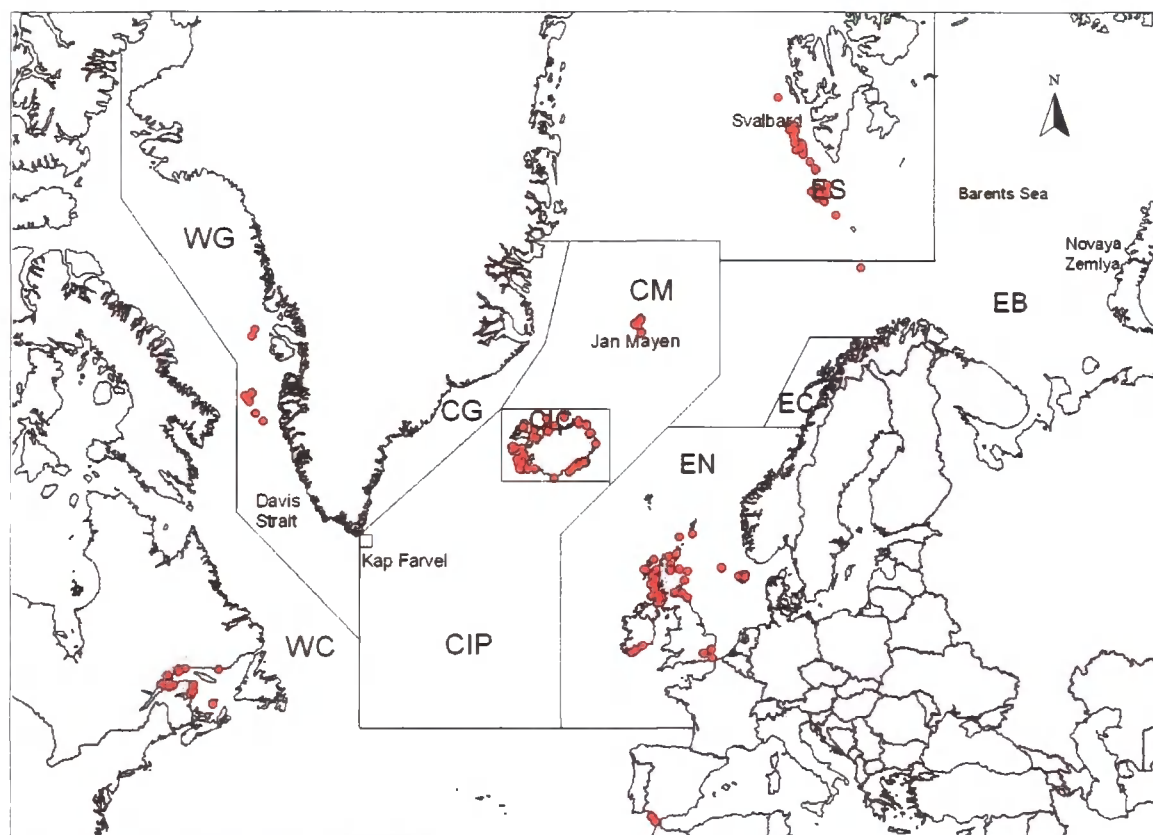 N
Svalbard
ES
Barents Sea
WG
Novaya
Zemlya
CM
EB
Jan Mayen
CG
EC
EN
Davis
Strait
Kap Farvel
WC
CIP